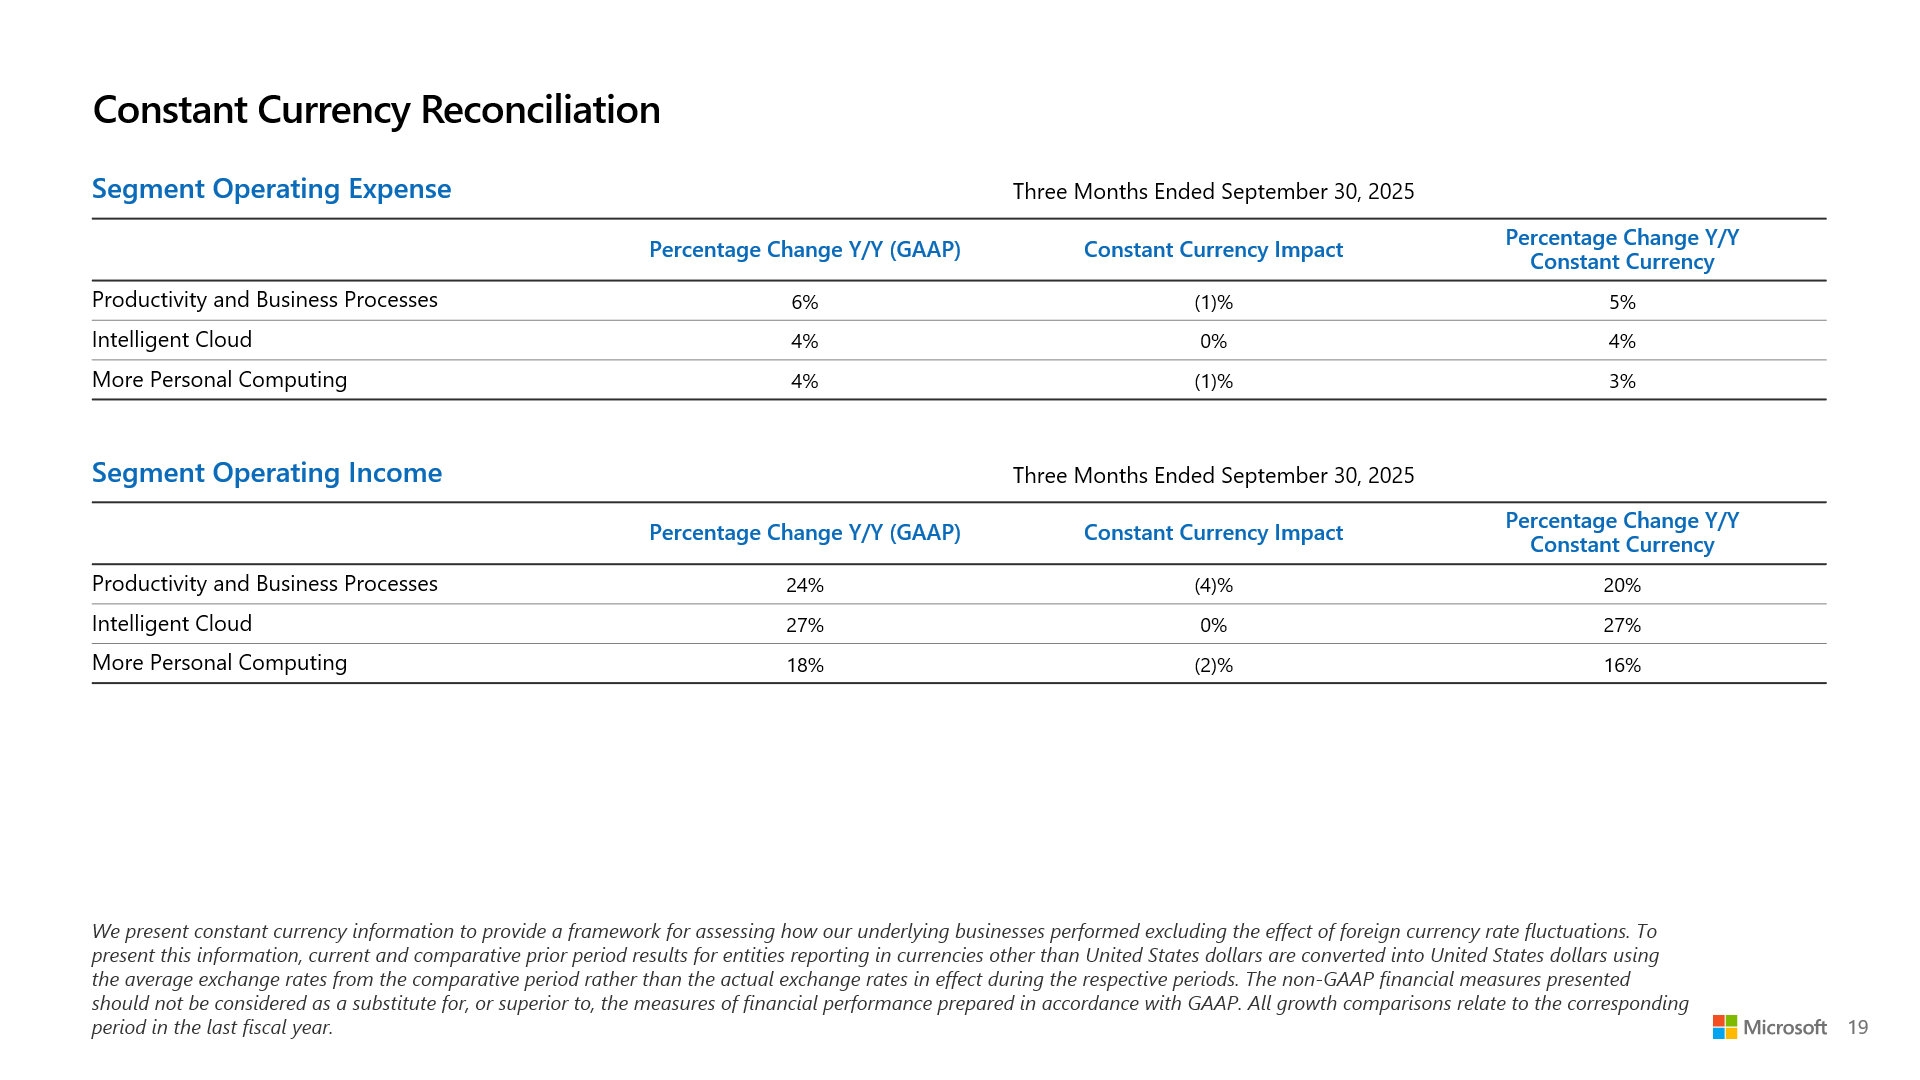 Constant Currency Reconciliation
Segment Operating Expense
Three Months Ended September 30, 2025
Percentage Change Y/Y (GAAP)
Constant Currency Impact
Percentage Change Y/Y
Constant Currency
Productivity and Business Processes 6% (1)% 5%
Intelligent Cloud 4% 0% 4%
More Personal Computing 4% (1)% 3%
Segment Operating Income
Three Months Ended September 30, 2025
Percentage Change Y/Y (GAAP)
Constant Currency Impact
Percentage Change Y/Y
Constant Currency
Productivity and Business Processes 24% (4)% 20%
Intelligent Cloud 27% 0% 27%
More Personal Computing 18% (2)% 16%
We present constant currency information to provide a framework for assessing how our underlying businesses performed excluding the effect of foreign currency rate fluctuations. To
present this information, current and comparative prior period results for entities reporting in currencies other than United States dollars are converted into United States dollars using
the average exchange rates from the comparative period rather than the actual exchange rates in effect during the respective periods. The non-GAAP financial measures presented
should not be considered as a substitute for, or superior to, the measures of financial performance prepared in accordance with GAAP. All growth comparisons relate to the corresponding
period in the last fiscal year.
Microsoft 19